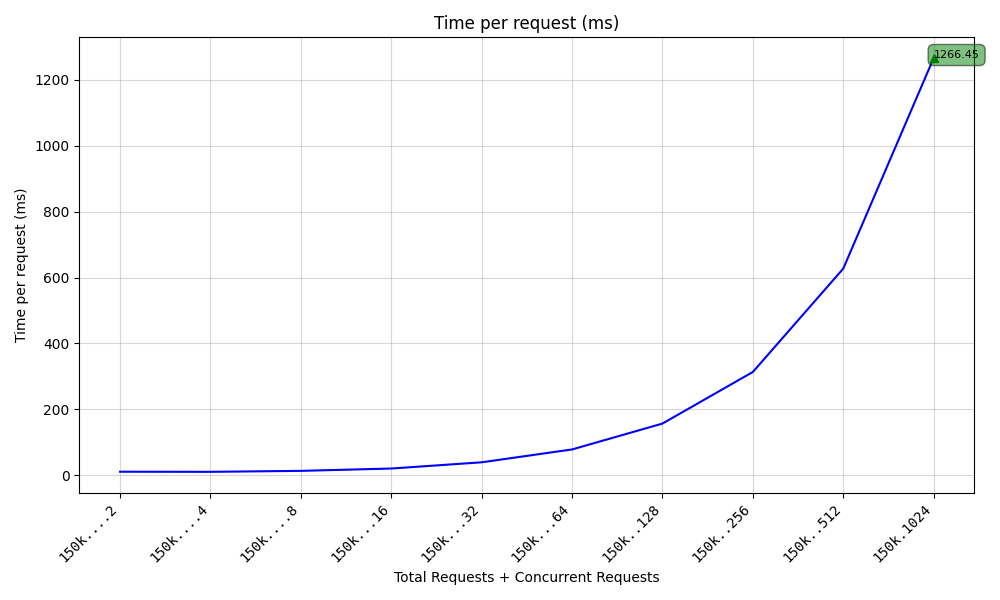 Time per request (ms)
1266.45
1200
1000
800
600
400
200
0
Time per request (ms)
150k....2
150k....4
150k....8
150k...16
150k...32
150k...64
150k..128
150k..256
150k..512
150k.1024
Total Requests + Concurrent Requests